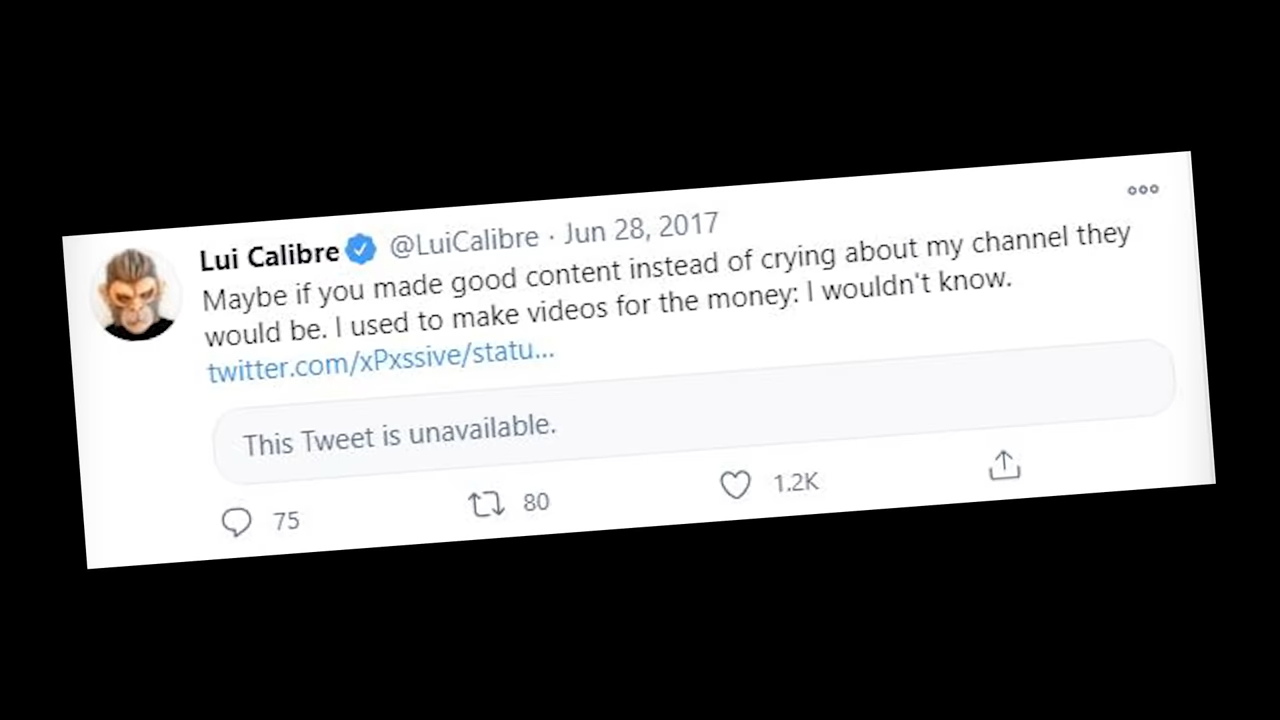 Lui Calibre @LuiCalibre · Jun 28, 2017
Maybe if you made good content instead of crying about my channel they
would be. I used to make videos for the money: I wouldn't know.
twitter.com/xPxssive/statu...
This Tweet is unavailable.
75 80 1.2K